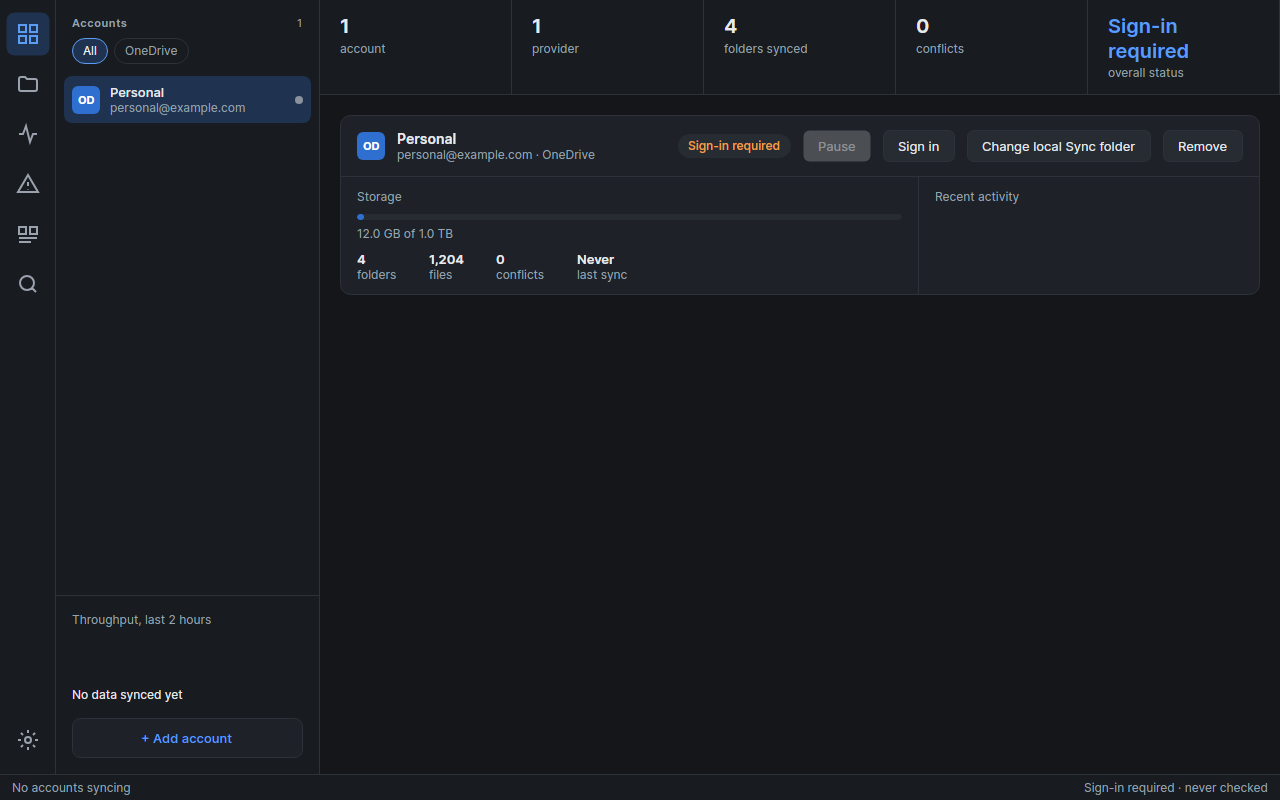 Accounts 1
All OneDrive
OD Personal
personal@example.com
Throughput, last 2 hours
No data synced yet
+ Add account
1
account
1
provider
4
folders synced
0
conflicts
Sign-in
required
overall status
OD Personal
personal@example.com · OneDrive
Sign-in required Pause Sign in Change local Sync folder Remove
Storage
12.0 GB of 1.0 TB
4
folders
1,204
files
0
conflicts
Never
last sync
Recent activity
No accounts syncing
Sign-in required · never checked